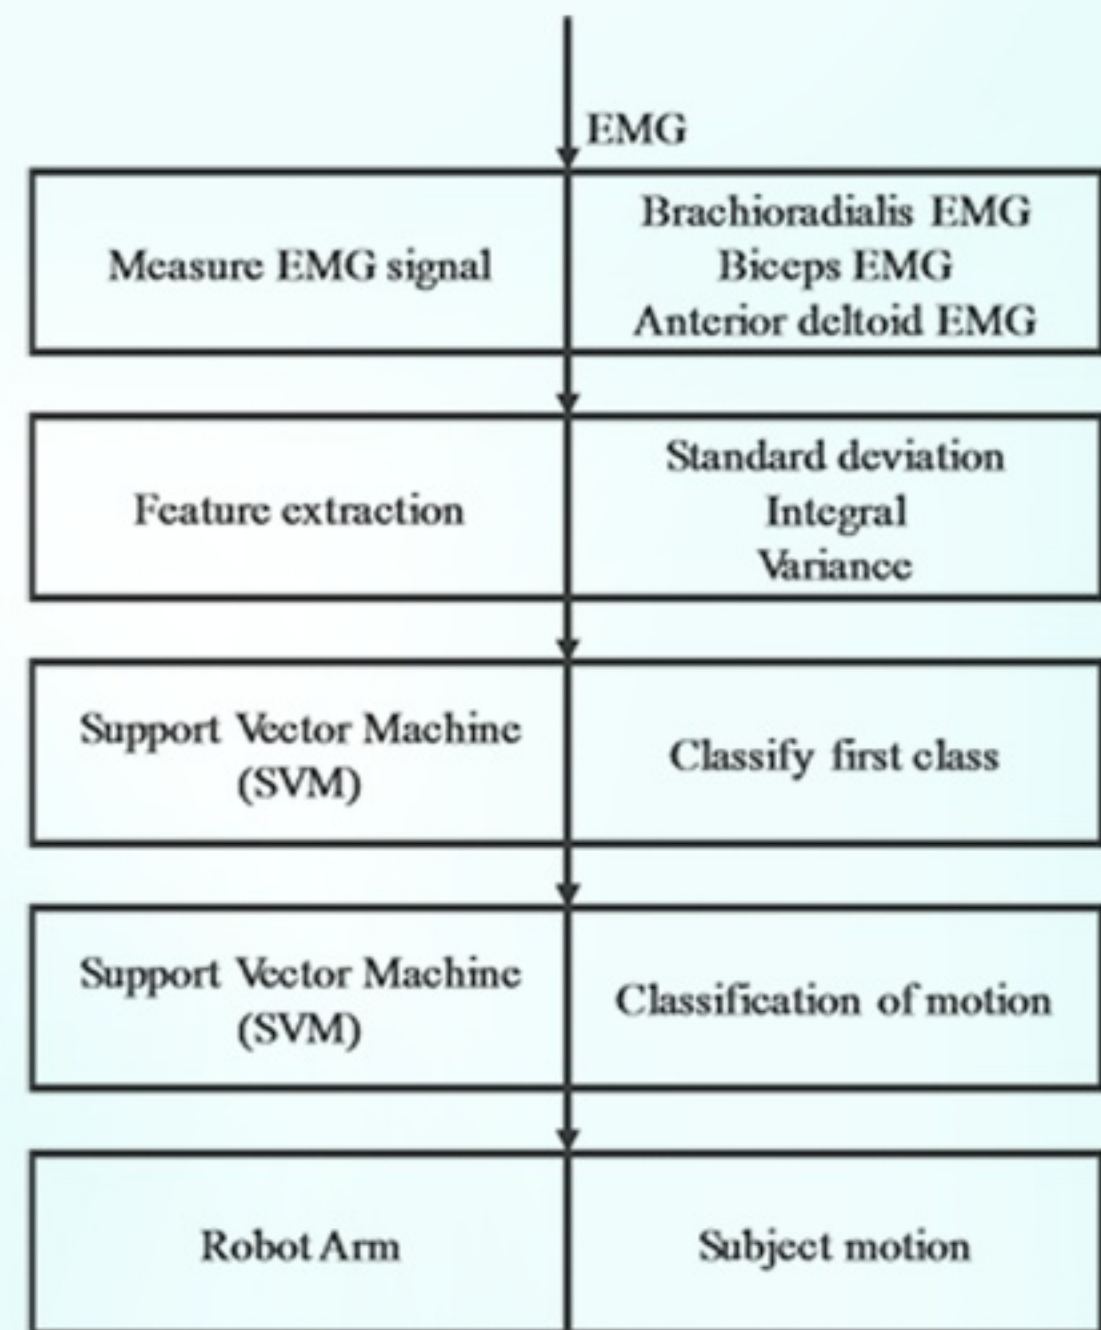 EMG
Measure EMG signal
Brachioradialis EMG
Biceps EMG
Anterior deltoid EMG
Feature extraction
Standard deviation
Integral
Variance
Support Vector Machine
(SVM)
Classify first class
Support Vector Machine
(SVM)
Classification of motion
Robot Arm
Subject motion